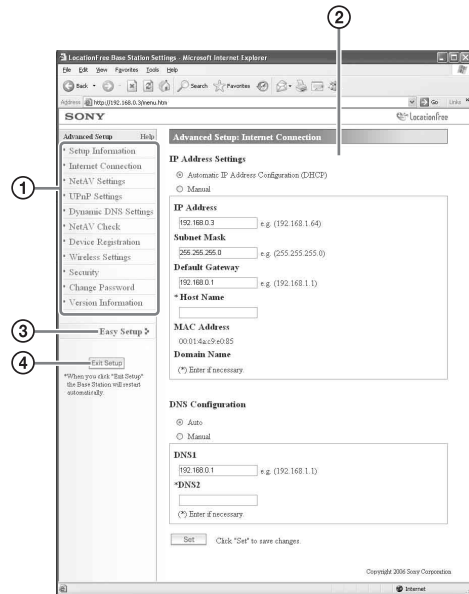 ②
LocationFree Base Station Settings - Microsoft Internet Explorer
File Edit View Favorites Tools Help
Back Search Favorites
Address http://192.168.0.3/menu.htm Go Links
SONY LocationFree
Advanced Setup Help
Setup Information
Internet Connection
NetAV Settings
UPnP Settings
Dynamic DNS Settings
NetAV Check
Device Registration
Wireless Settings
Security
Change Password
Version Information
①
③
Easy Setup
④
Exit Setup
*When you click "Exit Setup"
the Base Station will restart
automatically.
Advanced Setup: Internet Connection
IP Address Settings
Automatic IP Address Configuration (DHCP)
Manual
IP Address
192.168.0.3 e.g. (192.168.1.64)
Subnet Mask
255.255.255.0 e.g. (255.255.255.0)
Default Gateway
192.168.0.1 e.g. (192.168.1.1)
* Host Name
MAC Address
00:01:4a:c9:e0:85
Domain Name
(*) Enter if necessary.
DNS Configuration
Auto
Manual
DNS1
192.168.0.1 e.g. (192.168.1.1)
*DNS2
(*) Enter if necessary.
Set Click "Set" to save changes.
Copyright 2006 Sony Corporation
Internet